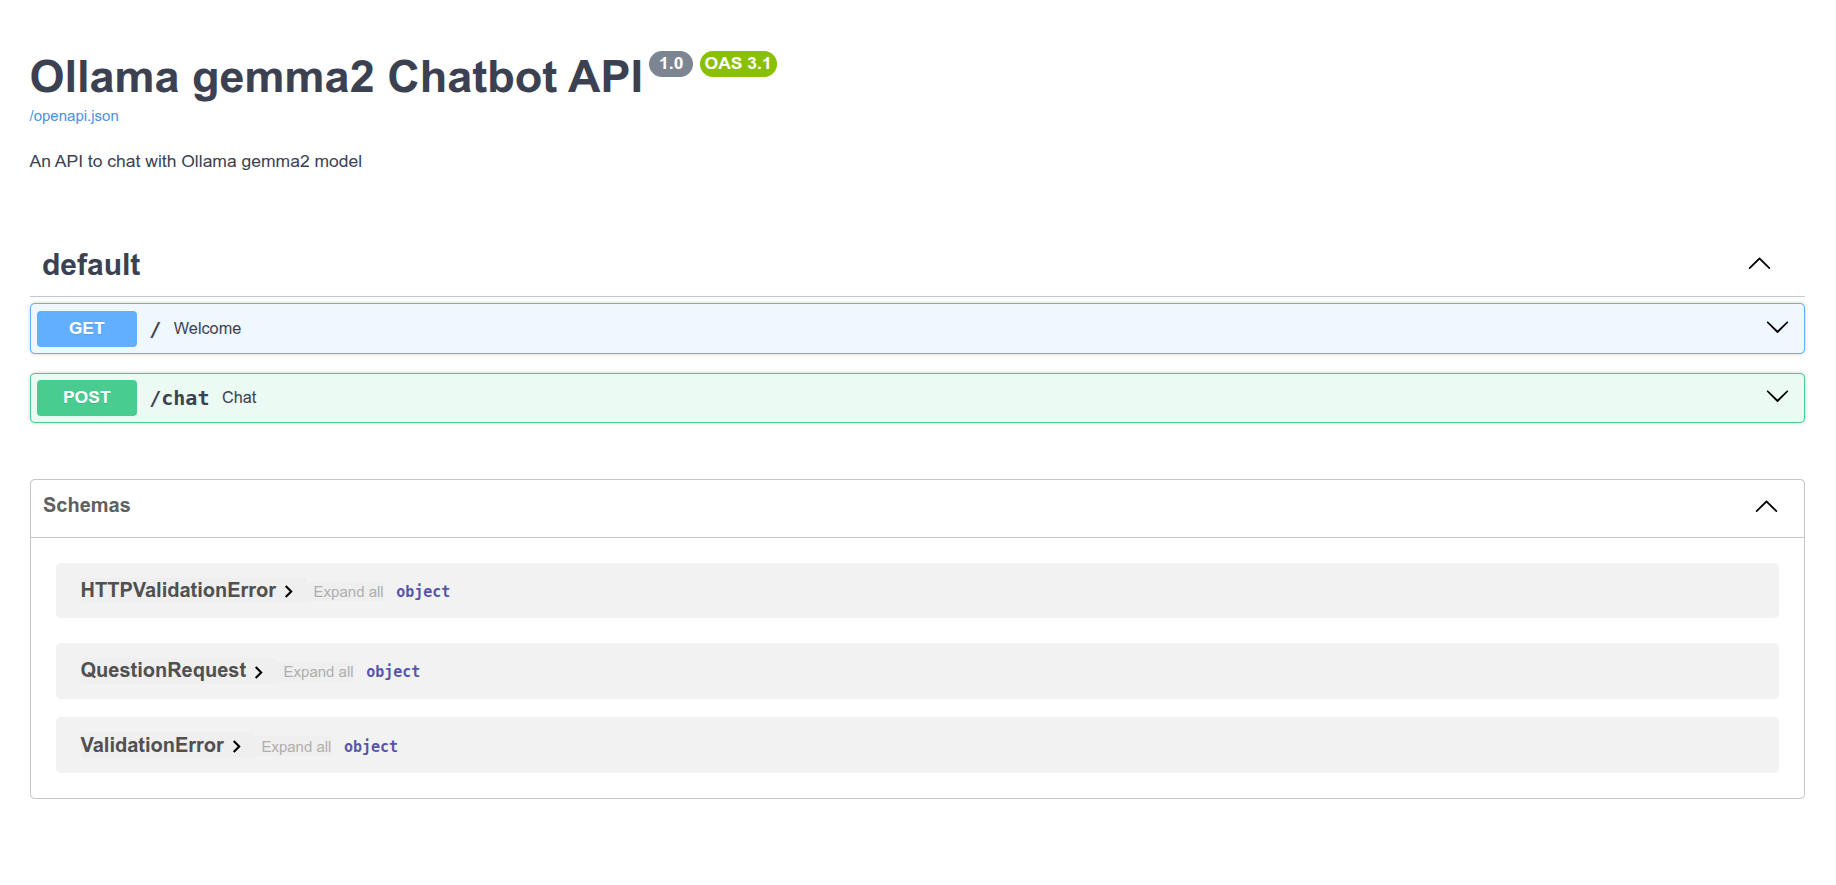 Ollama gemma2 Chatbot API 1.0 OAS 3.1
/openapi.json
An API to chat with Ollama gemma2 model
default
GET / Welcome
POST /chat Chat
Schemas
HTTPValidationError Expand all object
QuestionRequest Expand all object
ValidationError Expand all object